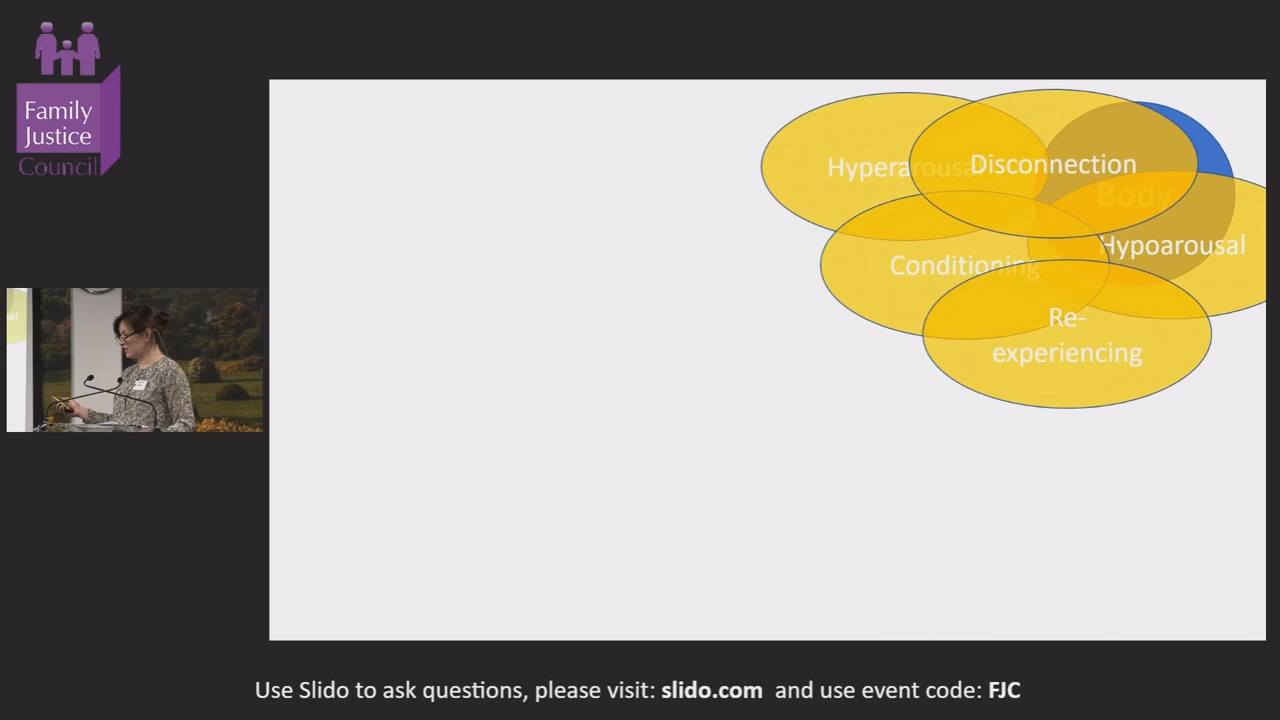 Family
Justice
Council
Hyperarousal
Disconnection
Body
Hypoarousal
Conditioning
Re-
experiencing
Use Slido to ask questions, please visit: slido.com and use event code: FJC